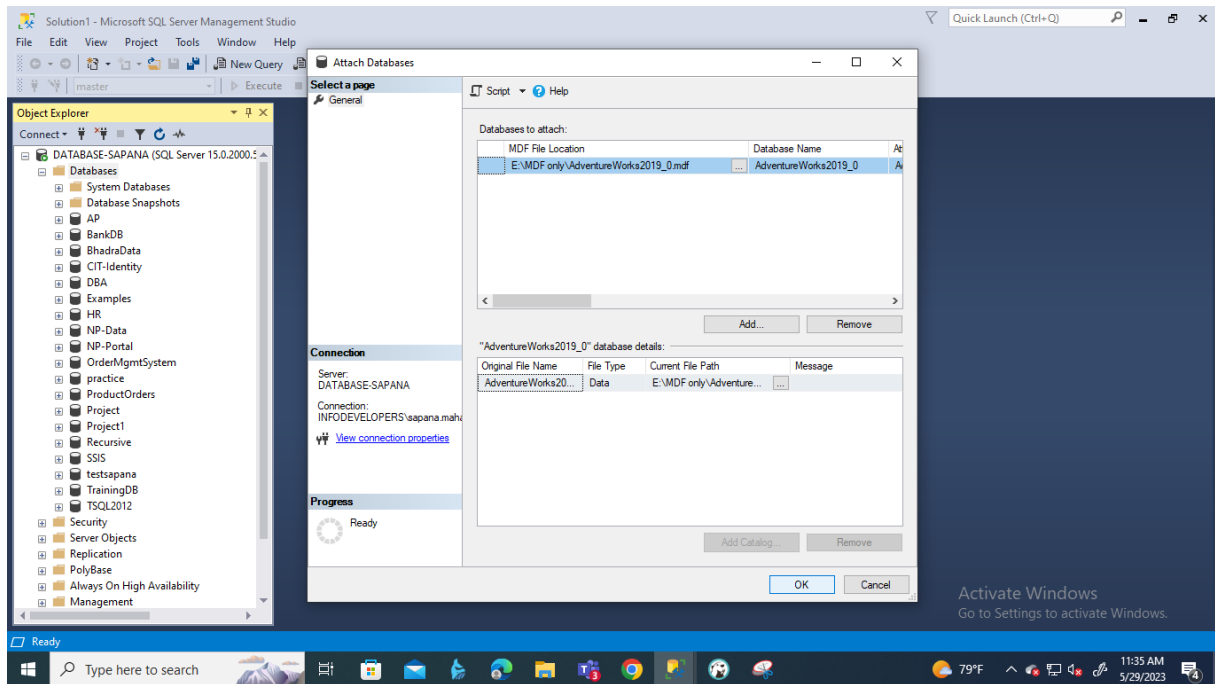 Solution1 - Microsoft SQL Server Management Studio
Quick Launch (Ctrl+Q)
File Edit View Project Tools Window Help
New Query
master
Execute
Object Explorer
Connect
DATABASE-SAPANA (SQL Server 15.0.2000.5
Databases
System Databases
Database Snapshots
AP
BankDB
BhadraData
CIT-Identity
DBA
Examples
HR
NP-Data
NP-Portal
OrderMgmtSystem
practice
ProductOrders
Project
Project1
Recursive
SSIS
testsapana
TrainingDB
TSQL2012
Security
Server Objects
Replication
PolyBase
Always On High Availability
Management
Attach Databases
Select a page
General
Connection
Server:
DATABASE-SAPANA
Connection:
INFODEVELOPERS\sapana.maha
View connection properties
Progress
Ready
Script Help
Databases to attach:
MDF File Location Database Name At
E:\MDF only\AdventureWorks2019_0.mdf ... AdventureWorks2019_0 A
Add... Remove
"AdventureWorks2019_0" database details:
Original File Name File Type Current File Path Message
AdventureWorks20... Data E:\MDF only\Adventure... ...
Add Catalog... Remove
OK Cancel
Activate Windows
Go to Settings to activate Windows.
Ready
Type here to search
79°F
11:35 AM
5/29/2023
4